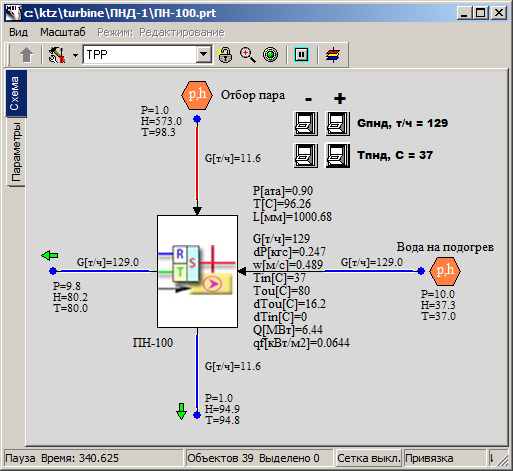 c:\ktz\turbine\ПНД-1\ПН-100.prt
Вид Масштаб Режим: Редактирование
TPP
Схема
Параметры
p,h
Отбор пара
- +
P=1.0
H=573.0
T=98.3
Gпнд, т/ч = 129
Tпнд, C = 37
G[т/ч]=11.6
P[ата]=0.90
T[C]=96.26
L[мм]=1000.68
G[т/ч]=129
dP[кгс]=0.247
w[м/с]=0.489
Tin[C]=37
Tou[C]=80
dTou[C]=16.2
dTin[C]=0
Q[МВт]=6.44
qf[кВт/м2]=0.0644
R
T
S
Вода на подогрев
G[т/ч]=129.0
G[т/ч]=129.0
p,h
P=9.8
H=80.2
T=80.0
P=10.0
H=37.3
T=37.0
ПН-100
G[т/ч]=11.6
P=1.0
H=94.9
T=94.8
Пауза Время: 340.625
Объектов 39 Выделено 0
Сетка выкл.
Привязка